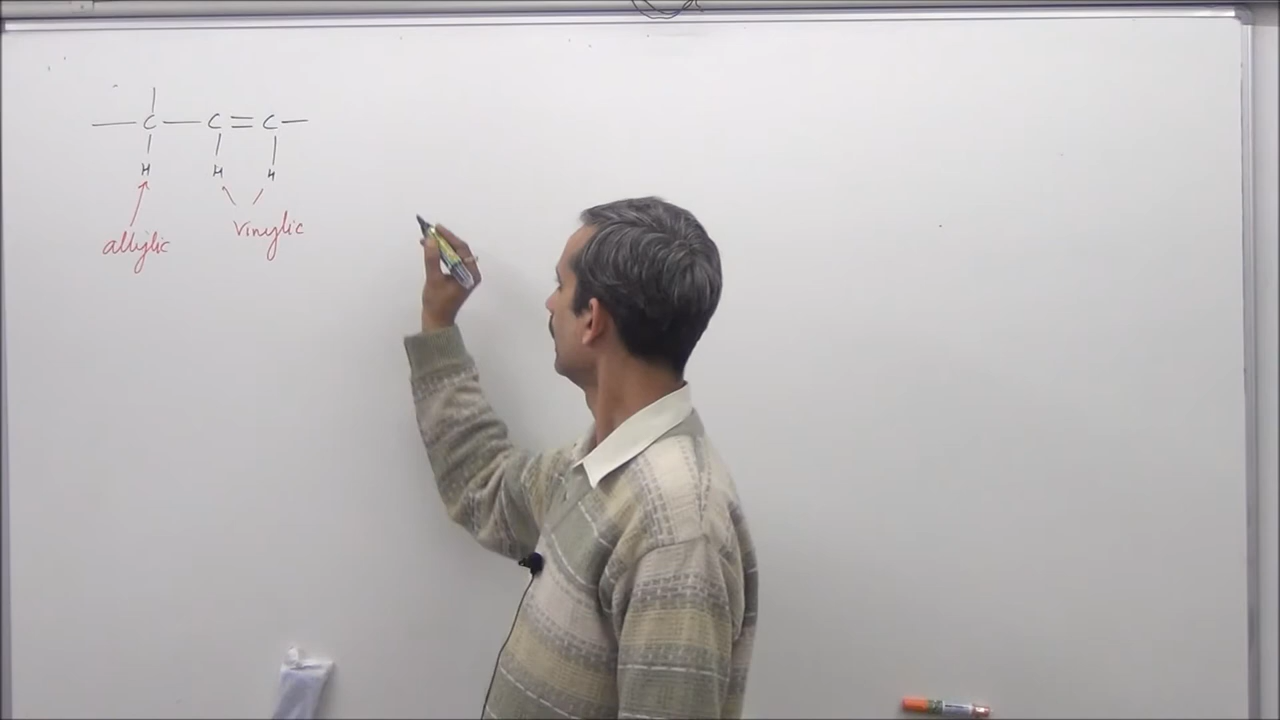 — C — C = C —
H H H
allylic vinylic